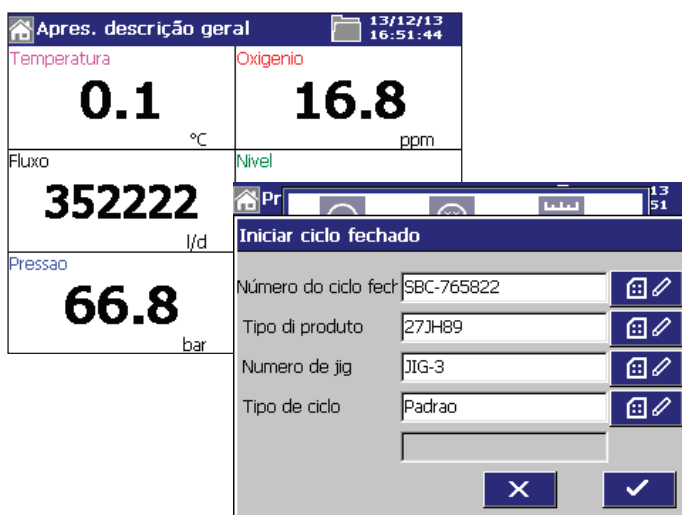 Apres. descrição geral
13/12/13
16:51:44
Temperatura
0.1
°C
Oxigenio
16.8
ppm
Fluxo
352222
l/d
Nivel
Pressao
66.8
bar
Pr
13
51
Iniciar ciclo fechado
Número do ciclo fech SBC-765822
Tipo di produto 27JH89
Numero de jig JIG-3
Tipo de ciclo Padrao